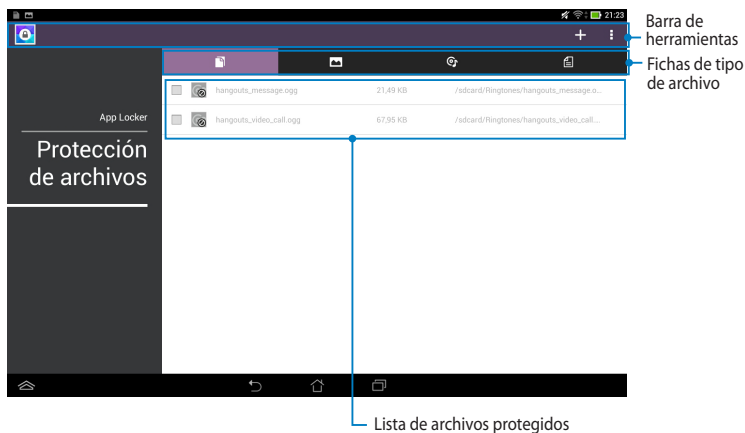 21:23
Barra de
herramientas
Fichas de tipo
de archivo
hangouts_message.ogg 21,49 KB /sdcard/Ringtones/hangouts_message.o...
hangouts_video_call.ogg 67,95 KB /sdcard/Ringtones/hangouts_video_call...
App Locker
Protección
de archivos
Lista de archivos protegidos